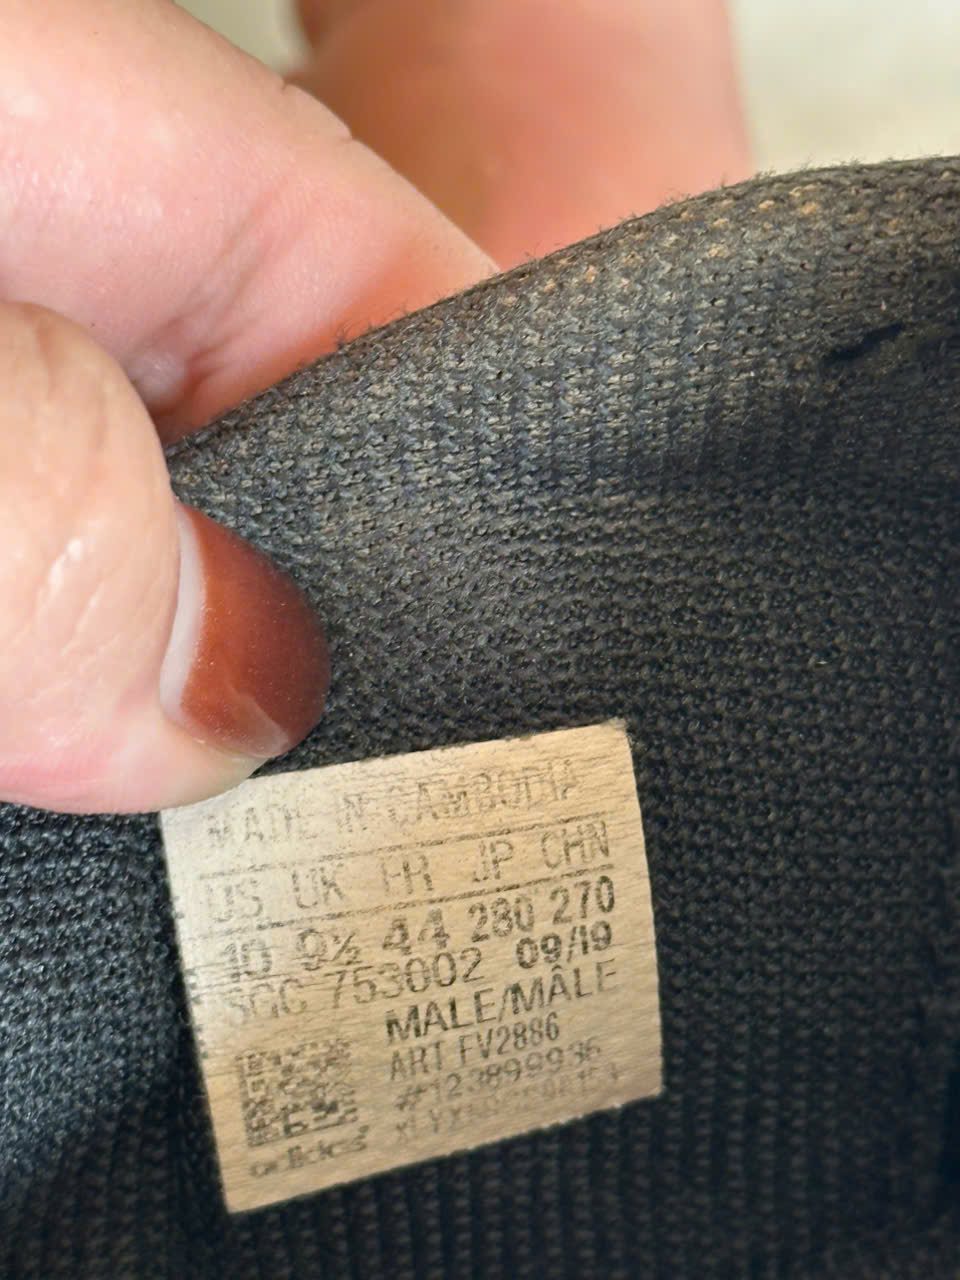 MADE IN CAMBODIA
US UK FR JP CHN
10 9½ 44 280 270
753002 09/19
MALE/MÂLE
ART FV2886
#123899936
adidas